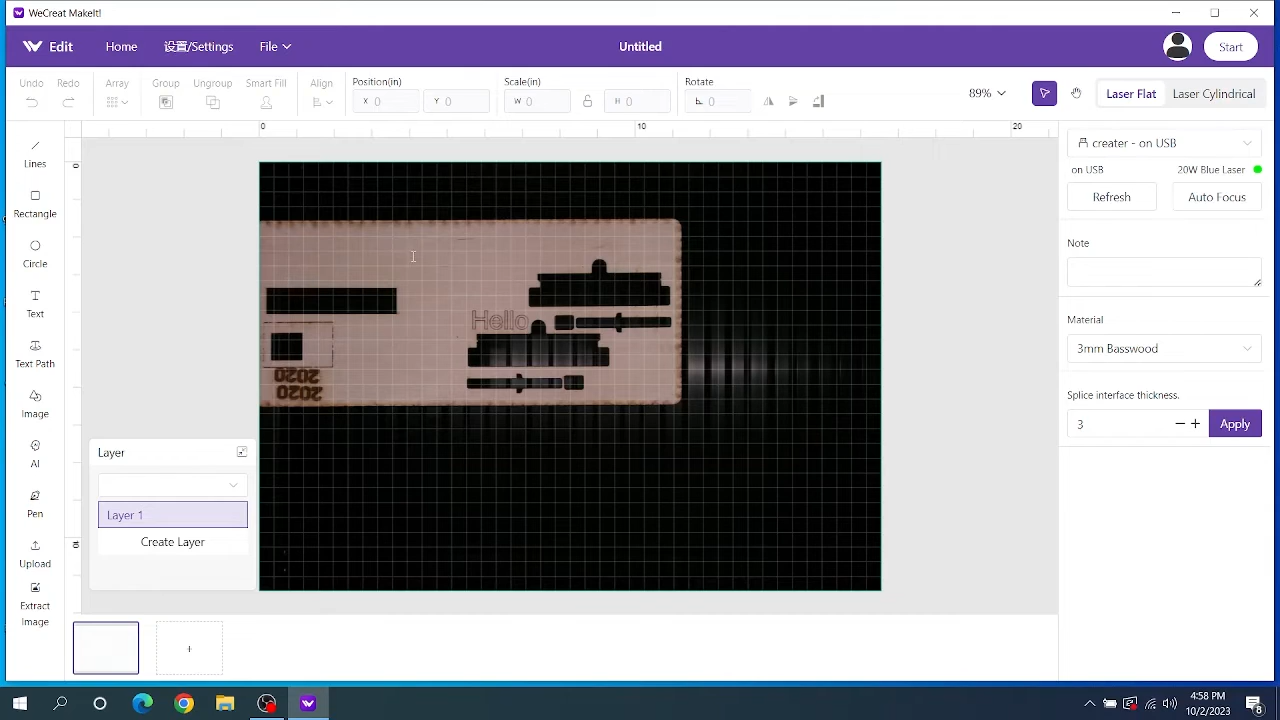 WeCreat MakeIt!
Edit Home 设置/Settings File Untitled Start
Undo Redo Array Group Ungroup Smart Fill Align Position(in) Scale(in) Rotate
X 0 Y 0 W 0 H 0 0 89% Laser Flat Laser Cylindrical
0 10 20
Lines
Rectangle
Circle
Text
Text Path
Image
AI
Pen
Upload
Extract
Image
0
Hello
2020
2020
Layer
Layer 1
Create Layer
+
creater - on USB
on USB 20W Blue Laser
Refresh Auto Focus
Note
Material
3mm Basswood
Splice interface thickness.
3 Apply
4:58 PM
10/2/2023
8